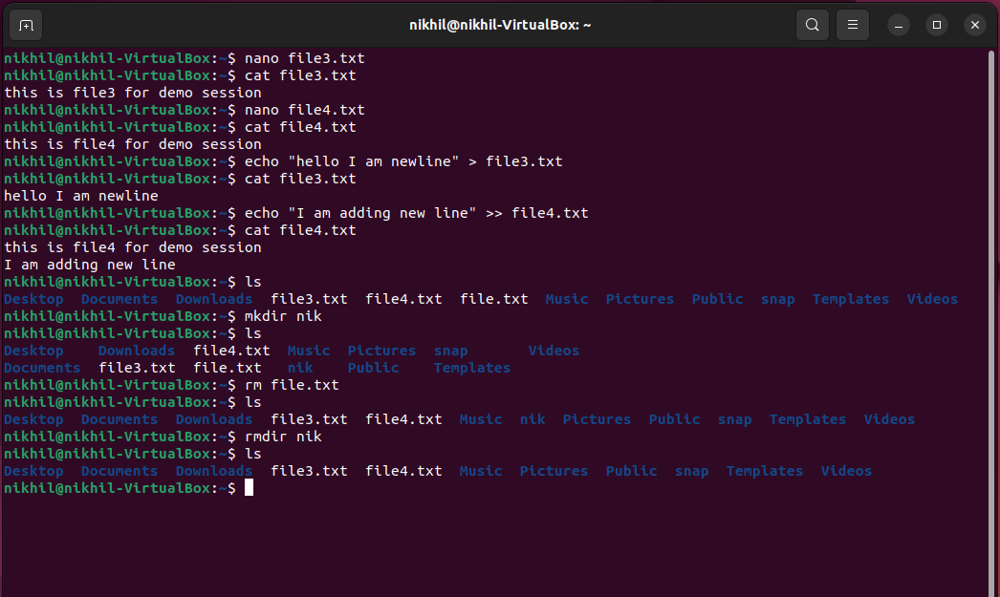 nikhil@nikhil-VirtualBox: ~
nikhil@nikhil-VirtualBox:~$ nano file3.txt
nikhil@nikhil-VirtualBox:~$ cat file3.txt
this is file3 for demo session
nikhil@nikhil-VirtualBox:~$ nano file4.txt
nikhil@nikhil-VirtualBox:~$ cat file4.txt
this is file4 for demo session
nikhil@nikhil-VirtualBox:~$ echo "hello I am newline" > file3.txt
nikhil@nikhil-VirtualBox:~$ cat file3.txt
hello I am newline
nikhil@nikhil-VirtualBox:~$ echo "I am adding new line" >> file4.txt
nikhil@nikhil-VirtualBox:~$ cat file4.txt
this is file4 for demo session
I am adding new line
nikhil@nikhil-VirtualBox:~$ ls
Desktop  Documents  Downloads  file3.txt  file4.txt  file.txt  Music  Pictures  Public  snap  Templates  Videos
nikhil@nikhil-VirtualBox:~$ mkdir nik
nikhil@nikhil-VirtualBox:~$ ls
Desktop    Downloads  file4.txt  Music  Pictures  snap       Videos
Documents  file3.txt  file.txt   nik    Public    Templates
nikhil@nikhil-VirtualBox:~$ rm file.txt
nikhil@nikhil-VirtualBox:~$ ls
Desktop  Documents  Downloads  file3.txt  file4.txt  Music  nik  Pictures  Public  snap  Templates  Videos
nikhil@nikhil-VirtualBox:~$ rmdir nik
nikhil@nikhil-VirtualBox:~$ ls
Desktop  Documents  Downloads  file3.txt  file4.txt  Music  Pictures  Public  snap  Templates  Videos
nikhil@nikhil-VirtualBox:~$